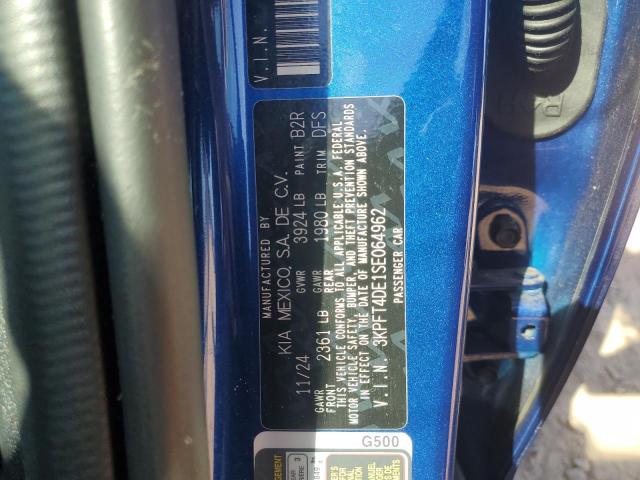 V.I.N.
MANUFACTURED BY
KIA MEXICO, S.A. DE C.V.
11/24 GVWR 3924 LB PAINT B2R
GAWR FRONT 2361 LB GAWR REAR 1980 LB TRIM DFS
THIS VEHICLE CONFORMS TO ALL APPLICABLE U.S.A. FEDERAL
MOTOR VEHICLE SAFETY, BUMPER, AND THEFT PREVENTION STANDARDS
IN EFFECT ON THE DATE OF MANUFACTURE SHOWN ABOVE.
V.I.N. 3KPFT4DE1SE064962
PASSENGER CAR
G500